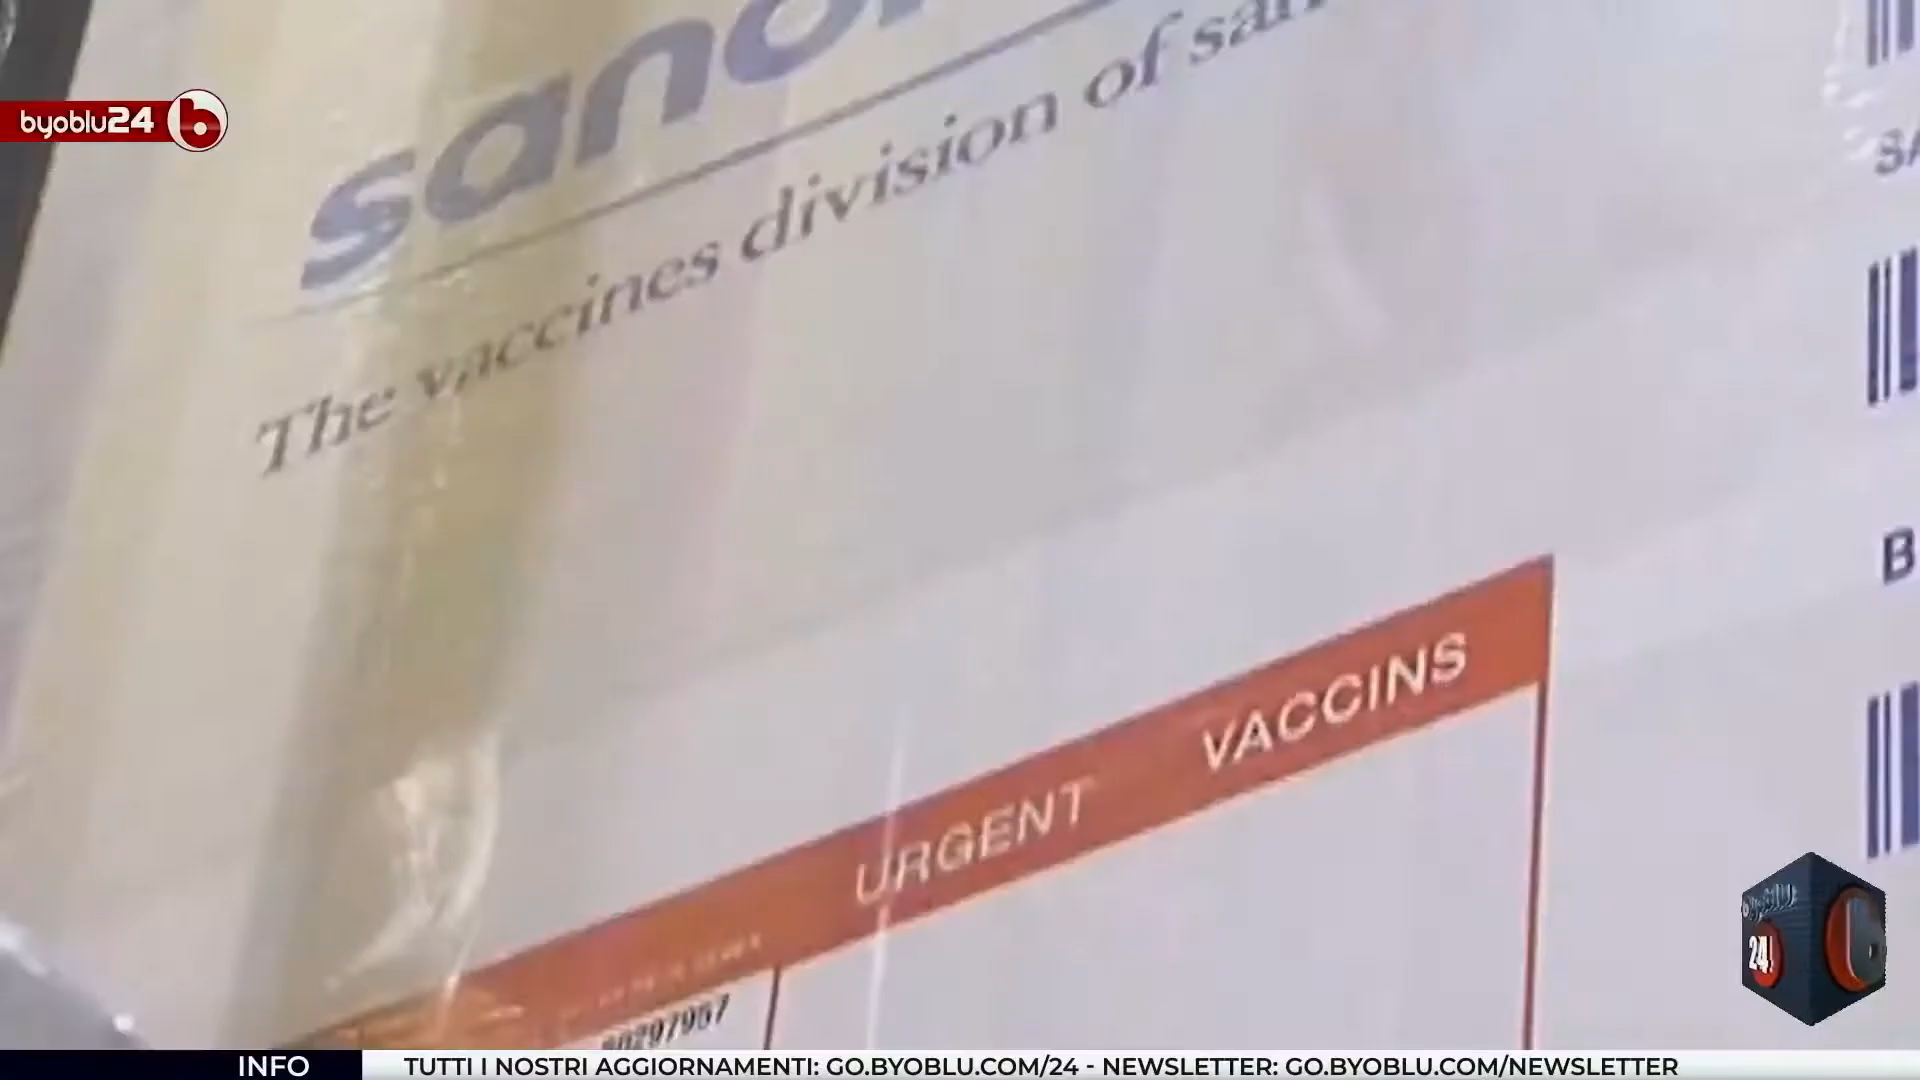 byoblu24
The vaccines division of
B
URGENT VACCINS
24
INFO
TUTTI I NOSTRI AGGIORNAMENTI: GO.BYOBLU.COM/24 - NEWSLETTER: GO.BYOBLU.COM/NEWSLETTER